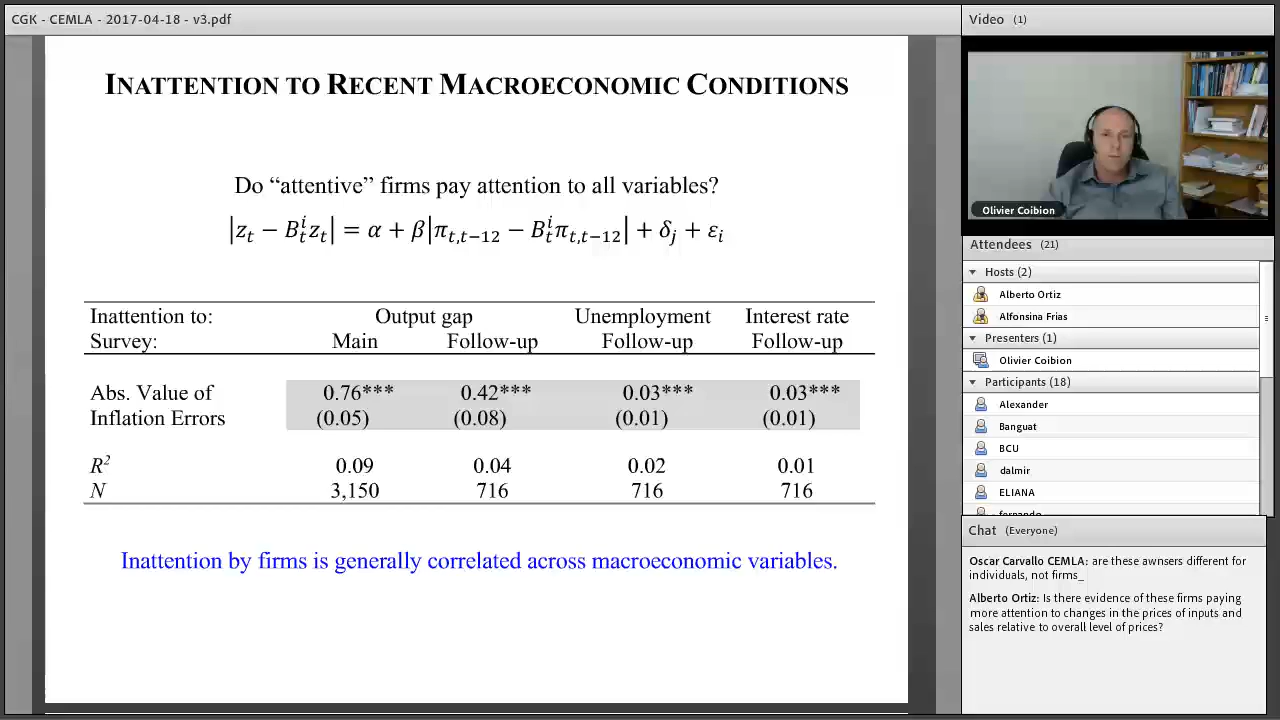 CGK - CEMLA - 2017-04-18 - v3.pdf
INATTENTION TO RECENT MACROECONOMIC CONDITIONS
Do “attentive” firms pay attention to all variables?
|z_t − B_t^i z_t| = α + β|π_{t,t−12} − B_t^i π_{t,t−12}| + δ_j + ε_i
Inattention to: Output gap Unemployment Interest rate
Survey: Main Follow-up Follow-up Follow-up
Abs. Value of 0.76*** 0.42*** 0.03*** 0.03***
Inflation Errors (0.05) (0.08) (0.01) (0.01)
R² 0.09 0.04 0.02 0.01
N 3,150 716 716 716
Inattention by firms is generally correlated across macroeconomic variables.
Video (1)
Olivier Coibion
Attendees (21)
Hosts (2)
Alberto Ortiz
Alfonsina Frias
Presenters (1)
Olivier Coibion
Participants (18)
Alexander
Banguat
BCU
dalmir
ELIANA
fernando
Chat (Everyone)
Oscar Carvallo CEMLA: are these awnsers different for
individuals, not firms_
Alberto Ortiz: Is there evidence of these firms paying
more attention to changes in the prices of inputs and
sales relative to overall level of prices?